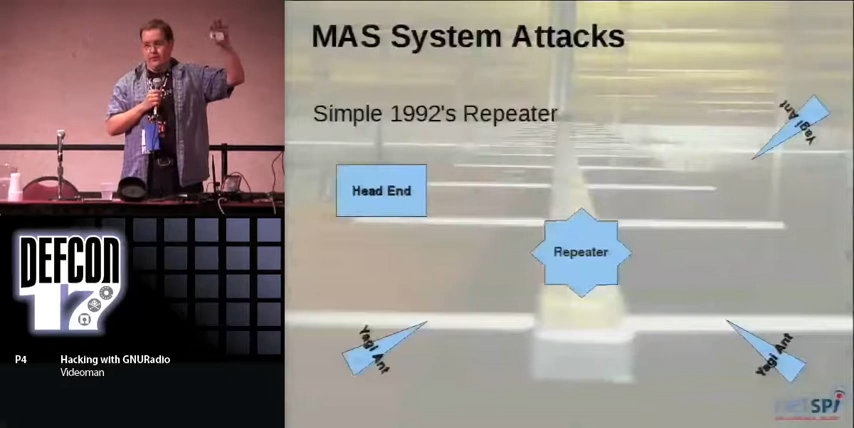 MAS System Attacks
Simple 1992's Repeater
Yagi Ant
Head End
Repeater
Yagi Ant
Yagi Ant
DEFCON
17
P4 Hacking with GNURadio
Videoman
netSPi